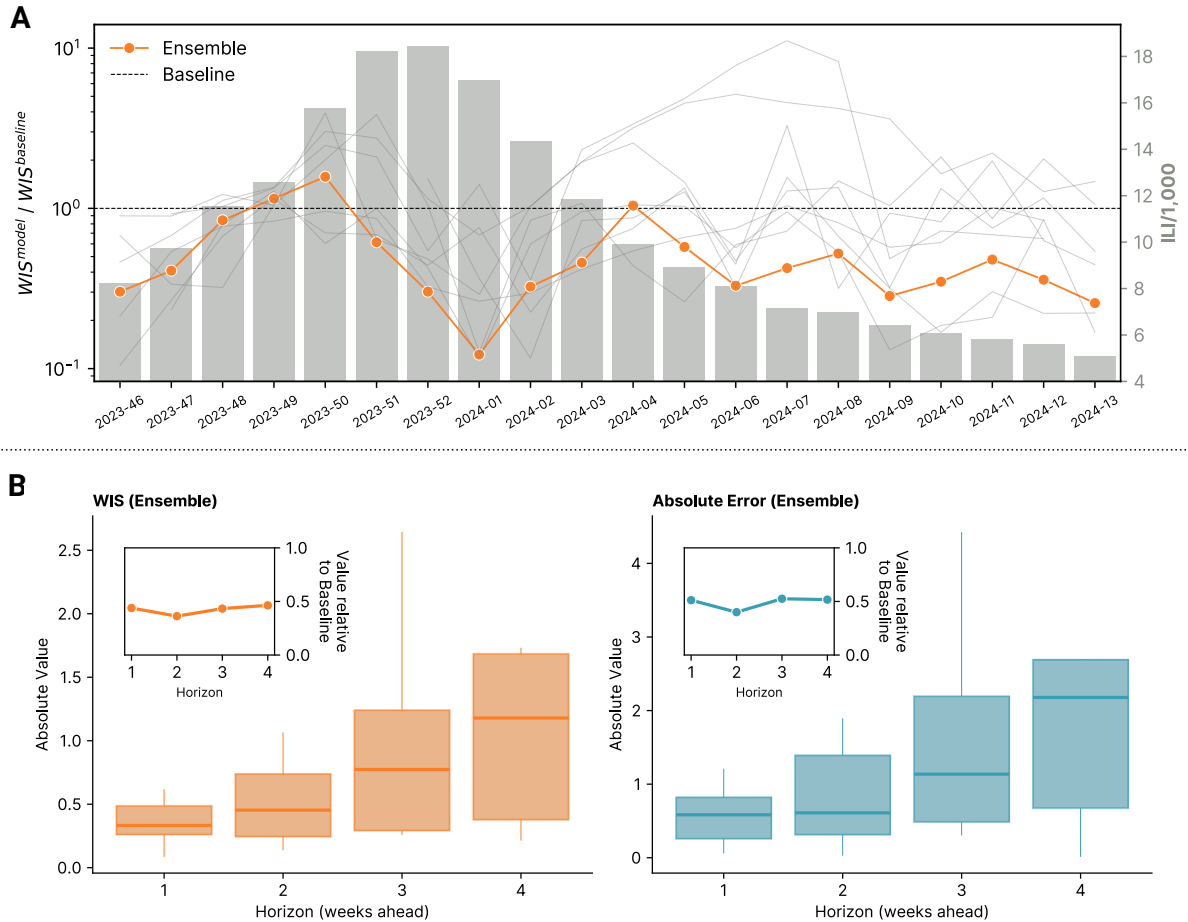 A
Ensemble
Baseline
10¹
10⁰
10⁻¹
WIS^model / WIS^baseline
18
16
14
12
10
8
6
4
ILI/1,000
2023-46
2023-47
2023-48
2023-49
2023-50
2023-51
2023-52
2024-01
2024-02
2024-03
2024-04
2024-05
2024-06
2024-07
2024-08
2024-09
2024-10
2024-11
2024-12
2024-13
B
WIS (Ensemble)
2.5
2.0
1.5
1.0
0.5
0.0
Absolute Value
1.0
0.5
0.0
Value relative
to Baseline
1 2 3 4
Horizon
1 2 3 4
Horizon (weeks ahead)
Absolute Error (Ensemble)
4
3
2
1
0
Absolute Value
1.0
0.5
0.0
Value relative
to Baseline
1 2 3 4
Horizon
1 2 3 4
Horizon (weeks ahead)